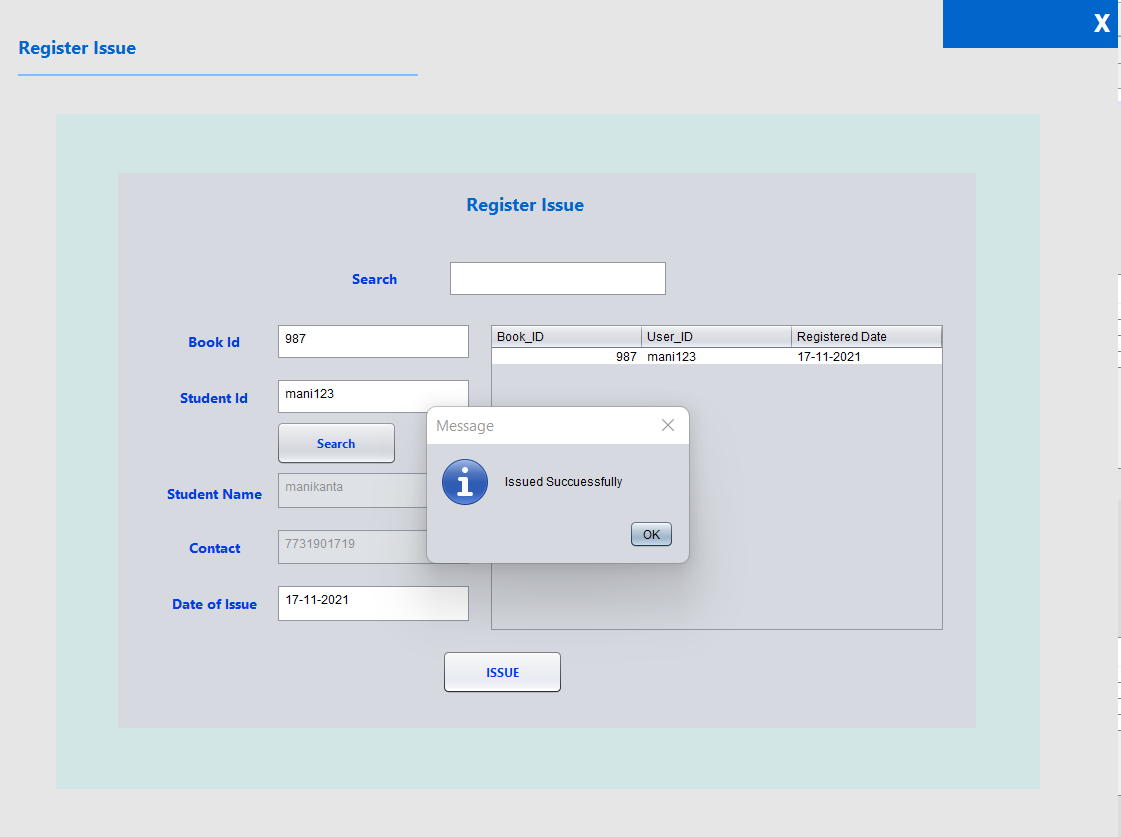 X
Register Issue
Register Issue
Search
Book Id 987
Book_ID User_ID Registered Date
987 mani123 17-11-2021
Student Id mani123
Search
Message
Issued Succuessfully
OK
Student Name manikanta
Contact 7731901719
Date of Issue 17-11-2021
ISSUE